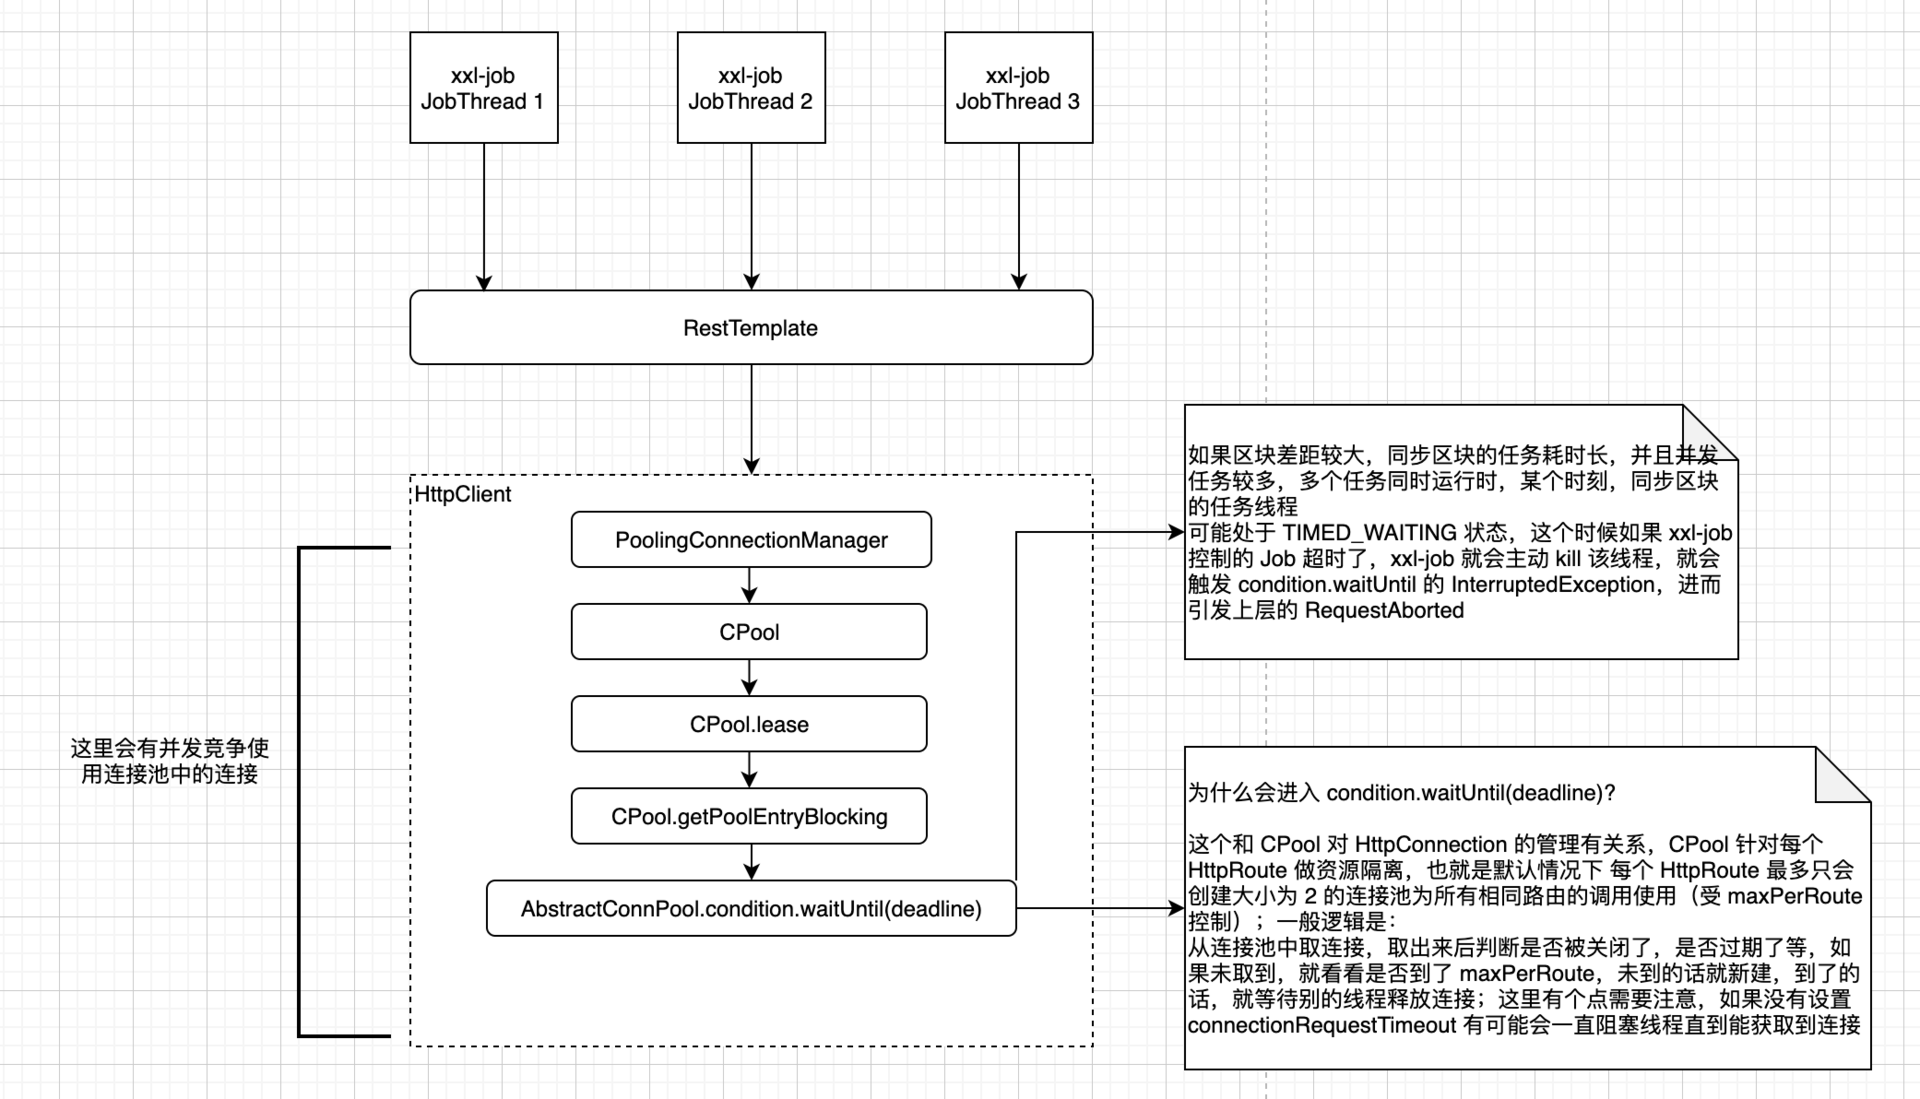 xxl-job
JobThread 1
xxl-job
JobThread 2
xxl-job
JobThread 3
RestTemplate
HttpClient
PoolingConnectionManager
CPool
CPool.lease
CPool.getPoolEntryBlocking
AbstractConnPool.condition.waitUntil(deadline)
这里会有并发竞争使
用连接池中的连接
如果区块差距较大，同步区块的任务耗时长，并且并发
任务较多，多个任务同时运行时，某个时刻，同步区块
的任务线程
可能处于 TIMED_WAITING 状态，这个时候如果 xxl-job
控制的 Job 超时了，xxl-job 就会主动 kill 该线程，就会
触发 condition.waitUntil 的 InterruptedException，进而
引发上层的 RequestAborted
为什么会进入 condition.waitUntil(deadline)?
这个和 CPool 对 HttpConnection 的管理有关系，CPool 针对每个
HttpRoute 做资源隔离，也就是默认情况下 每个 HttpRoute 最多只会
创建大小为 2 的连接池为所有相同路由的调用使用（受 maxPerRoute
控制）；一般逻辑是：
从连接池中取连接，取出来后判断是否被关闭了，是否过期了等，如
果未取到，就看看是否到了 maxPerRoute，未到的话就新建，到了的
话，就等待别的线程释放连接；这里有个点需要注意，如果没有设置
connectionRequestTimeout 有可能会一直阻塞线程直到能获取到连接